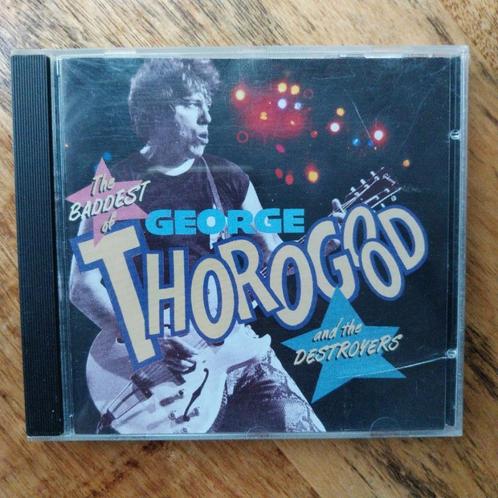 The
BADDEST
of
GEORGE
THOROGOOD
and the
DESTROYERS